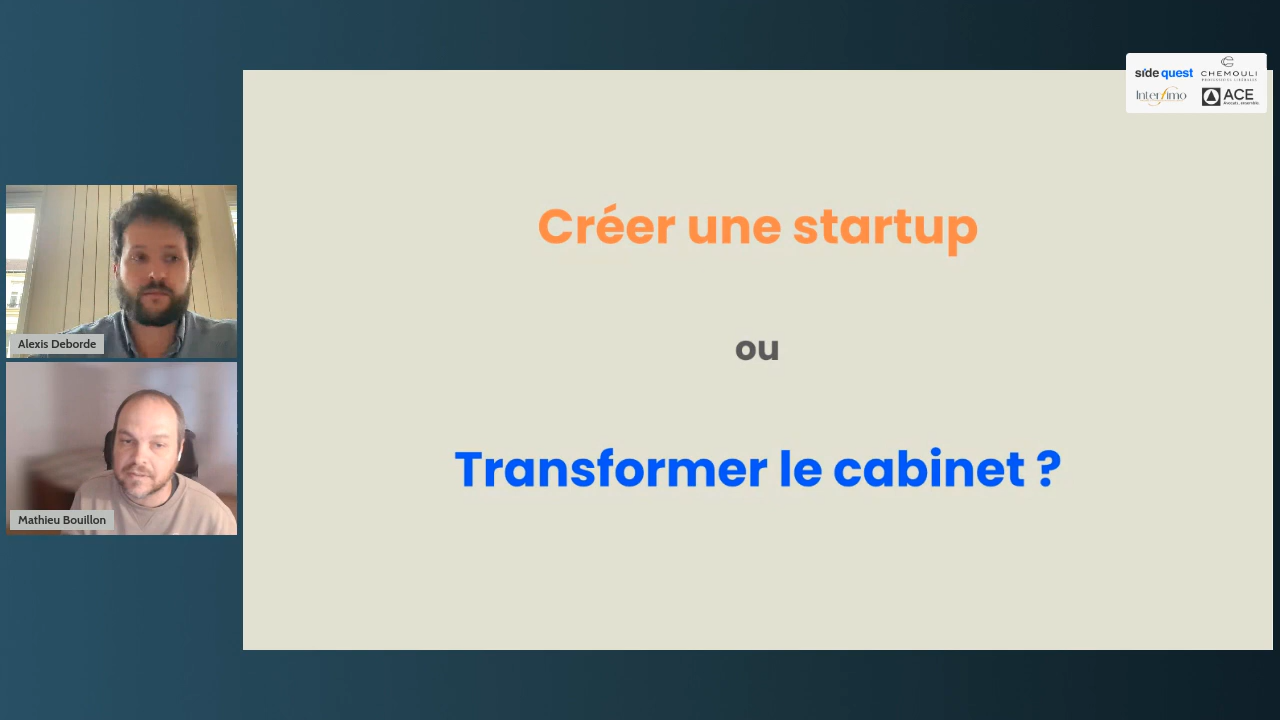 side quest
CHEMOULI
Interfimo
ACE
Créer une startup
ou
Transformer le cabinet ?
Alexis Deborde
Mathieu Bouillon